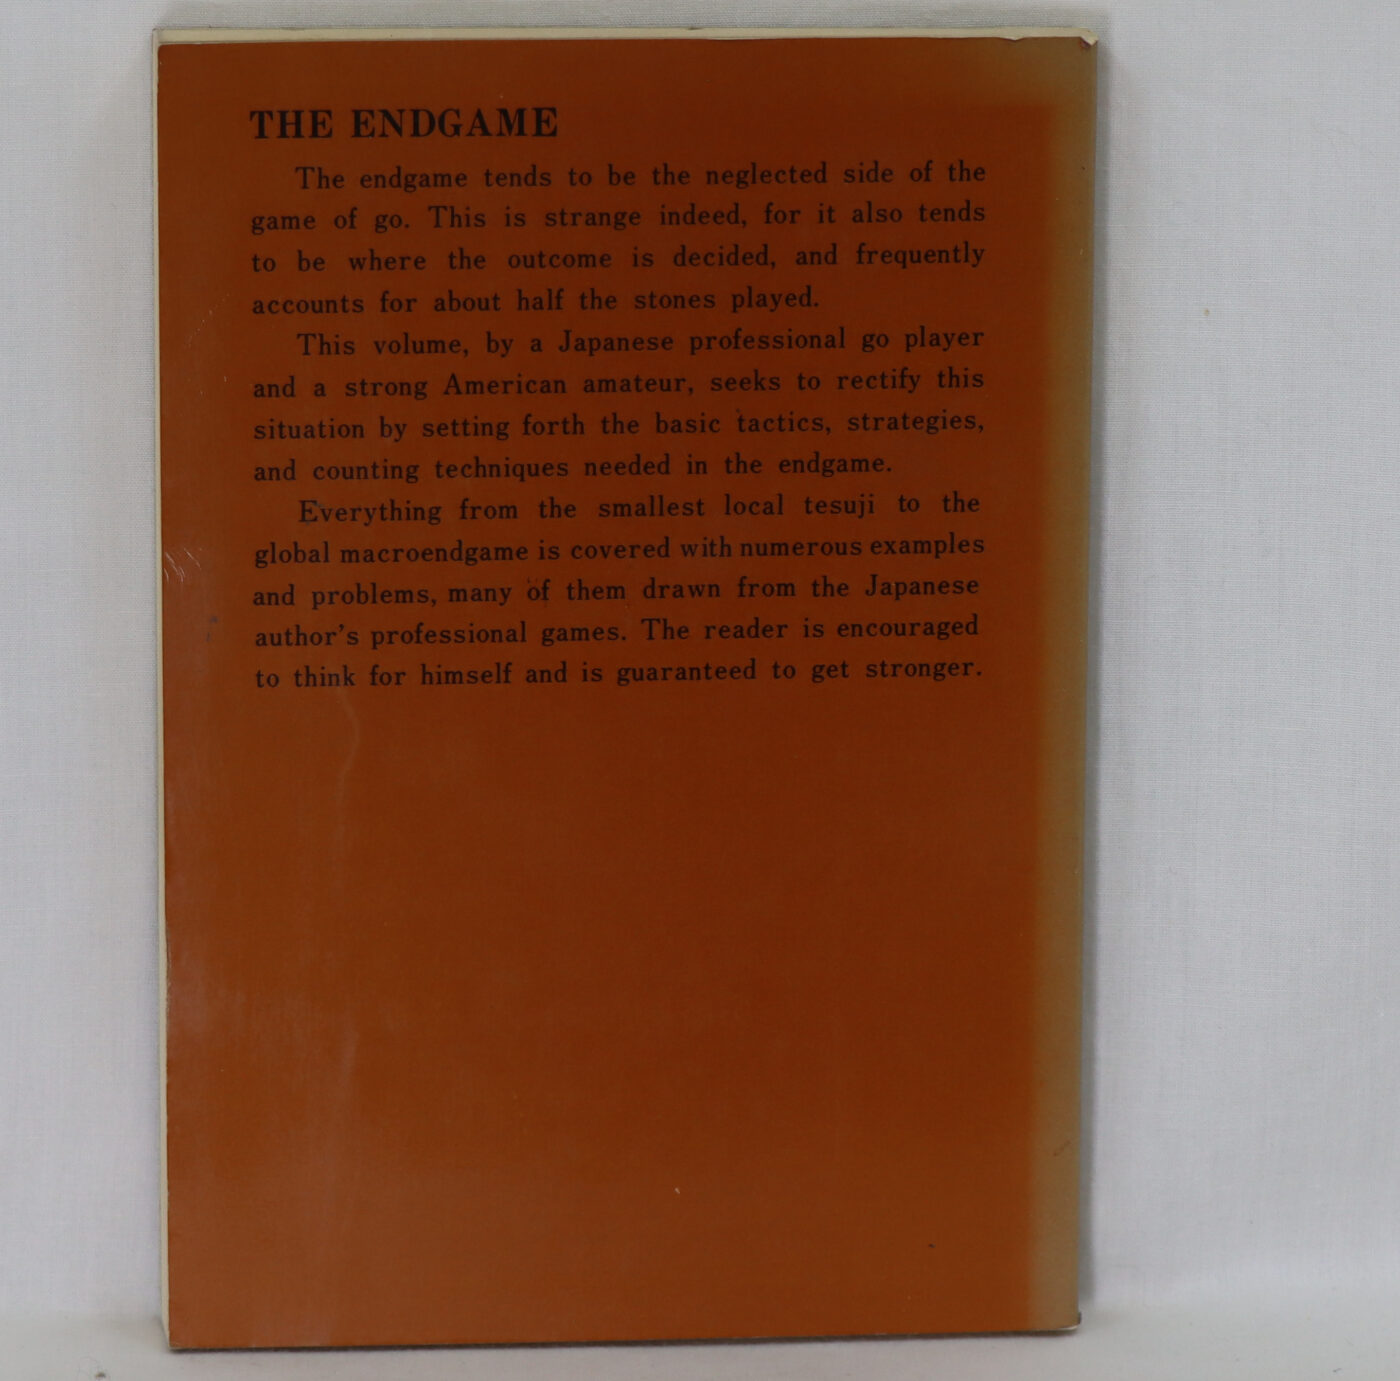 THE ENDGAME
The endgame tends to be the neglected side of the
game of go. This is strange indeed, for it also tends
to be where the outcome is decided, and frequently
accounts for about half the stones played.
This volume, by a Japanese professional go player
and a strong American amateur, seeks to rectify this
situation by setting forth the basic tactics, strategies,
and counting techniques needed in the endgame.
Everything from the smallest local tesuji to the
global macroendgame is covered with numerous examples
and problems, many of them drawn from the Japanese
author's professional games. The reader is encouraged
to think for himself and is guaranteed to get stronger.